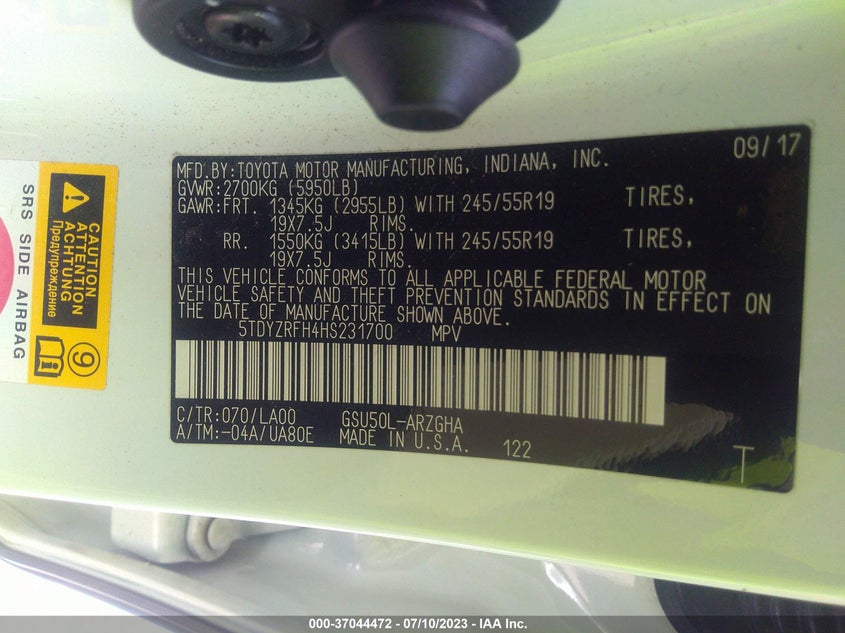 MFD.BY:TOYOTA MOTOR MANUFACTURING, INDIANA, INC. 09/17
GVWR:2700KG (5950LB)
GAWR:FRT. 1345KG (2955LB) WITH 245/55R19 TIRES,
19X7.5J RIMS.
RR. 1550KG (3415LB) WITH 245/55R19 TIRES,
19X7.5J RIMS.
THIS VEHICLE CONFORMS TO ALL APPLICABLE FEDERAL MOTOR
VEHICLE SAFETY AND THEFT PREVENTION STANDARDS IN EFFECT ON
THE DATE OF MANUFACTURE SHOWN ABOVE.
5TDYZRFH4HS231700 MPV
C/TR:070/LA00 GSU50L-ARZGHA
A/TM:-04A/UA80E MADE IN U.S.A. 122
T
SRS SIDE AIRBAG
CAUTION
ATTENTION
ACHTUNG
Предупреждение
9
000-37044472 - 07/10/2023 - IAA Inc.